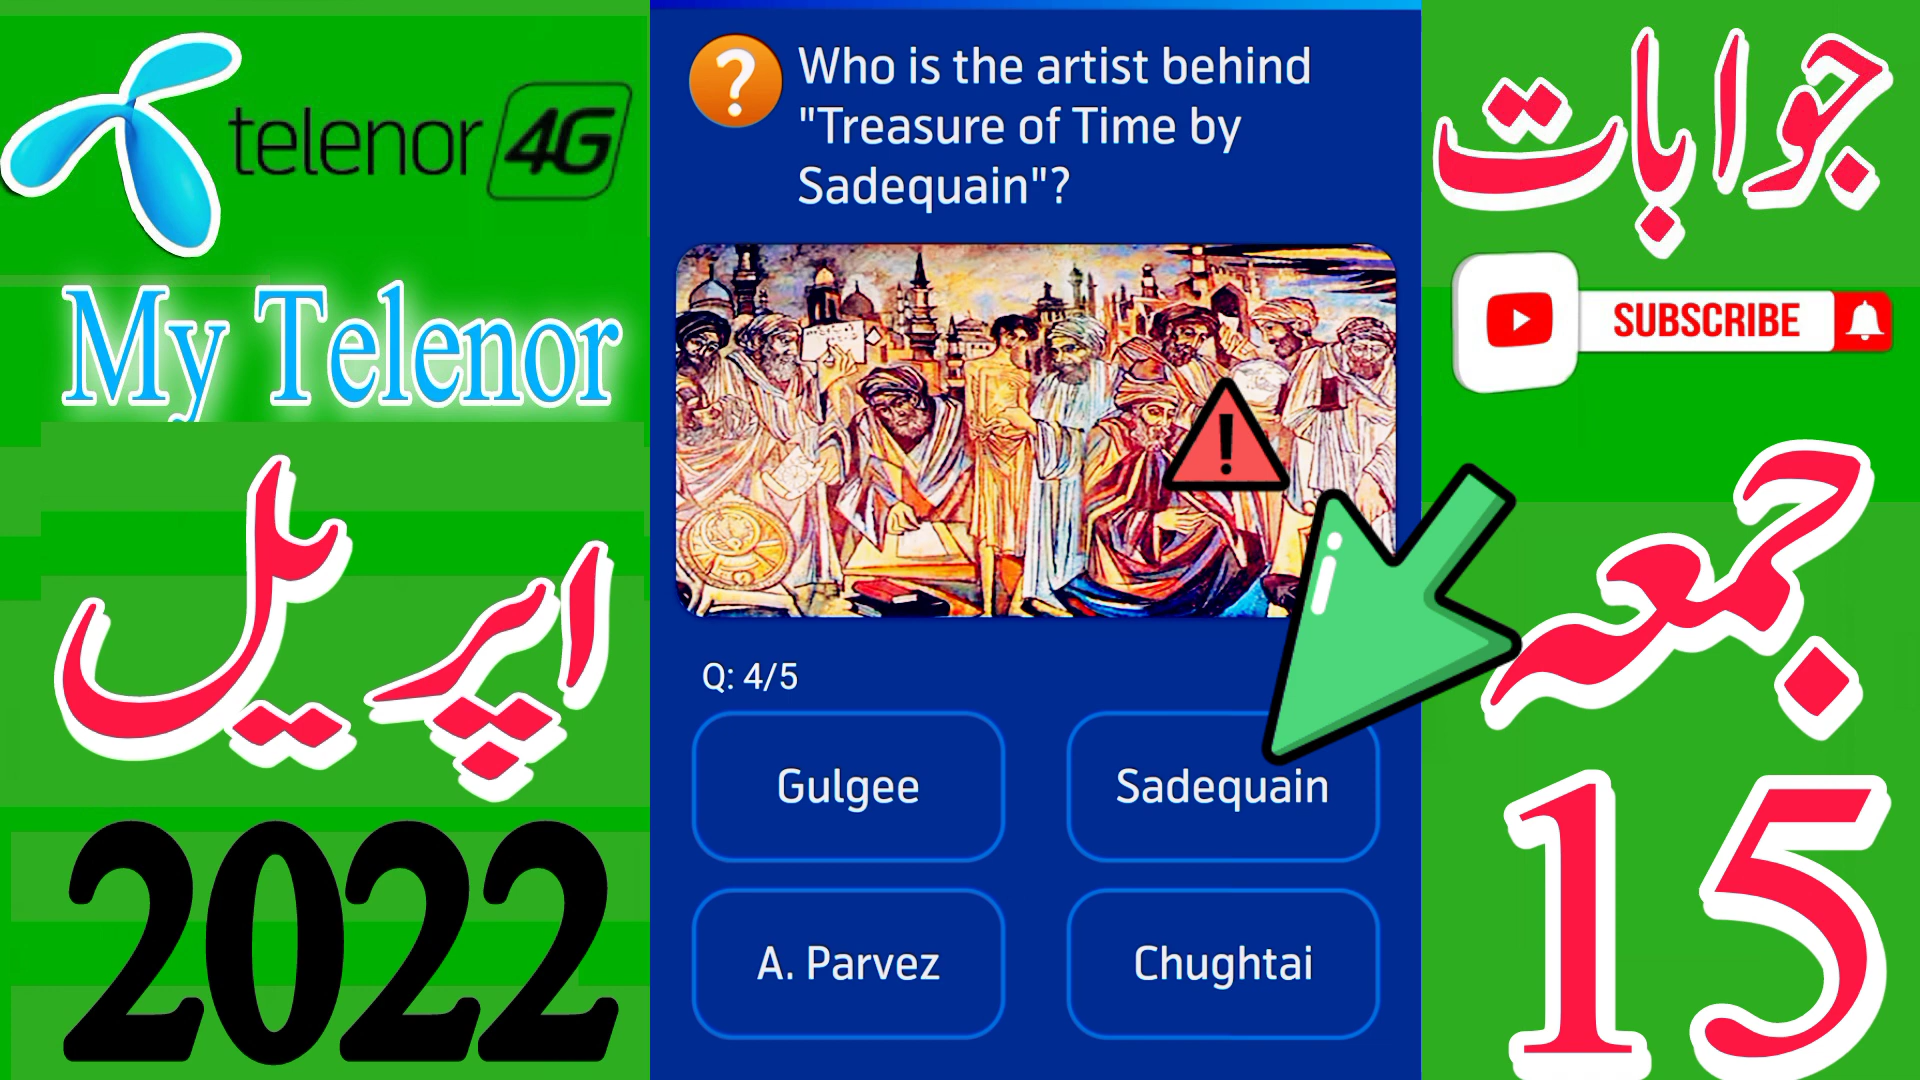 telenor 4G
My Telenor
اپریل
2022
?
Who is the artist behind
"Treasure of Time by
Sadequain"?
!
Q: 4/5
Gulgee
Sadequain
A. Parvez
Chughtai
جوابات
SUBSCRIBE
جمعہ
15